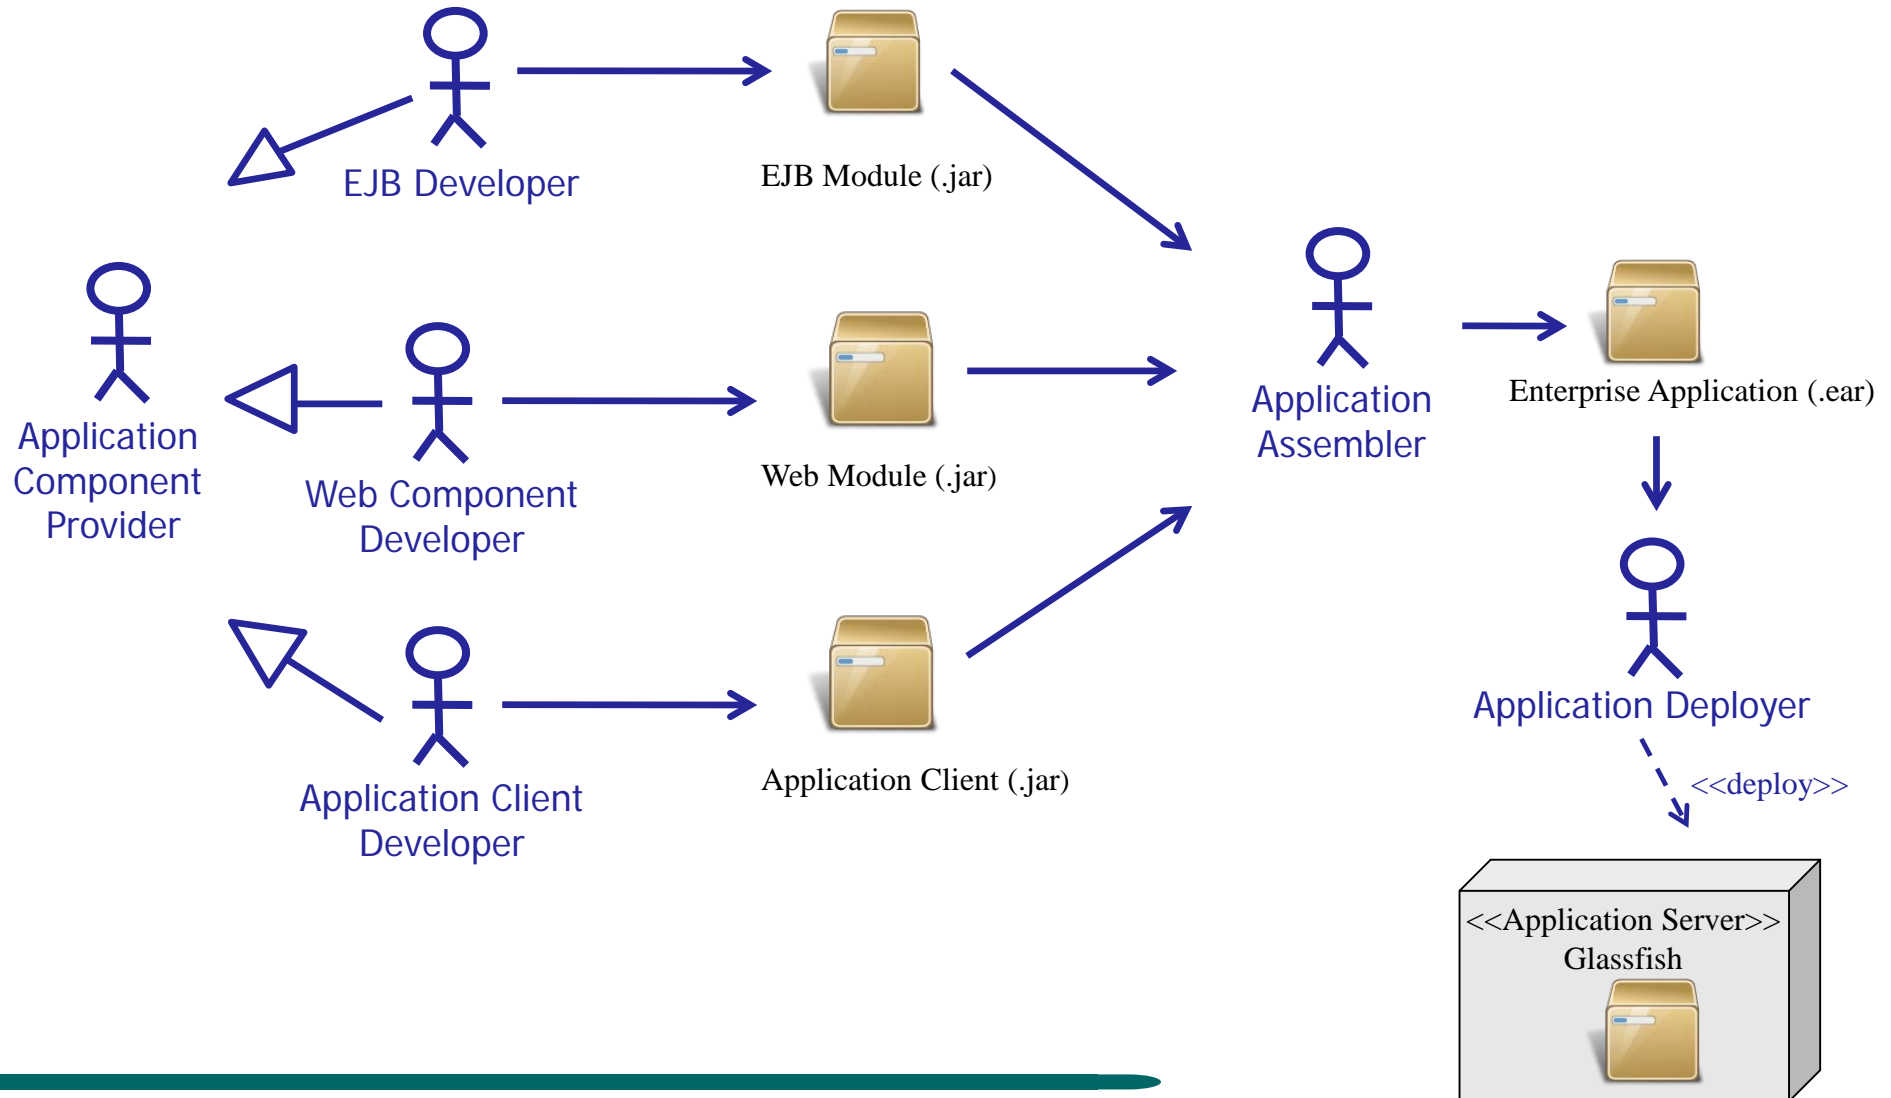 EJB Developer
EJB Module (.jar)
Application
Component
Provider
Web Component
Developer
Web Module (.jar)
Application
Assembler
Enterprise Application (.ear)
Application Client
Developer
Application Client (.jar)
Application Deployer
<<deploy>>
<<Application Server>>
Glassfish